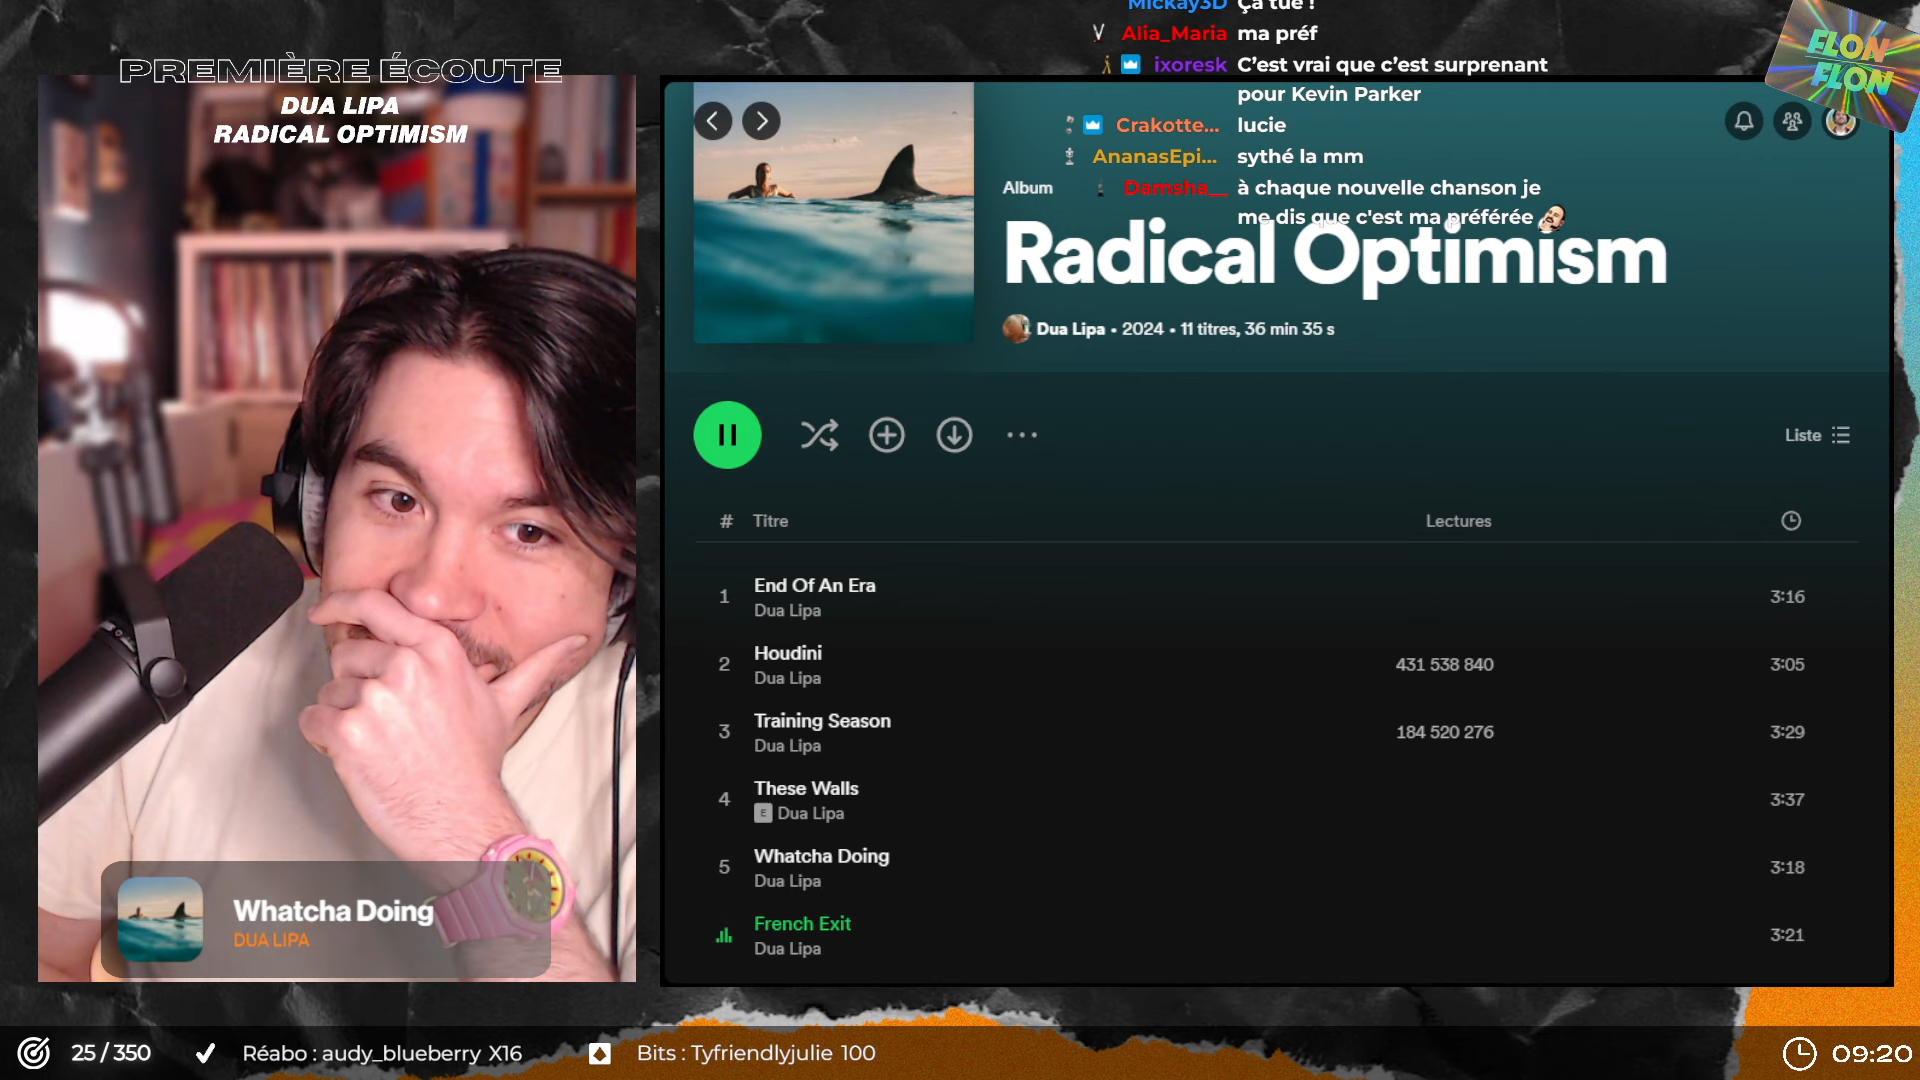 PREMIÈRE ÉCOUTE
DUA LIPA
RADICAL OPTIMISM
Mickay3D Ça tue !
Alia_Maria ma préf
ixoresk C’est vrai que c’est surprenant
pour Kevin Parker
Crakotte... lucie
AnanasEpi... sythé la mm
Damsha__ à chaque nouvelle chanson je
me dis que c'est ma préférée
FLON
FLON
Album
Radical Optimism
Dua Lipa • 2024 • 11 titres, 36 min 35 s
Liste
# Titre Lectures
1 End Of An Era 3:16
Dua Lipa
2 Houdini 431 538 840 3:05
Dua Lipa
3 Training Season 184 520 276 3:29
Dua Lipa
4 These Walls 3:37
E Dua Lipa
5 Whatcha Doing 3:18
Dua Lipa
French Exit 3:21
Dua Lipa
Whatcha Doing
DUA LIPA
25 / 350
Réabo : audy_blueberry X16
Bits : Tyfriendlyjulie 100
09:20